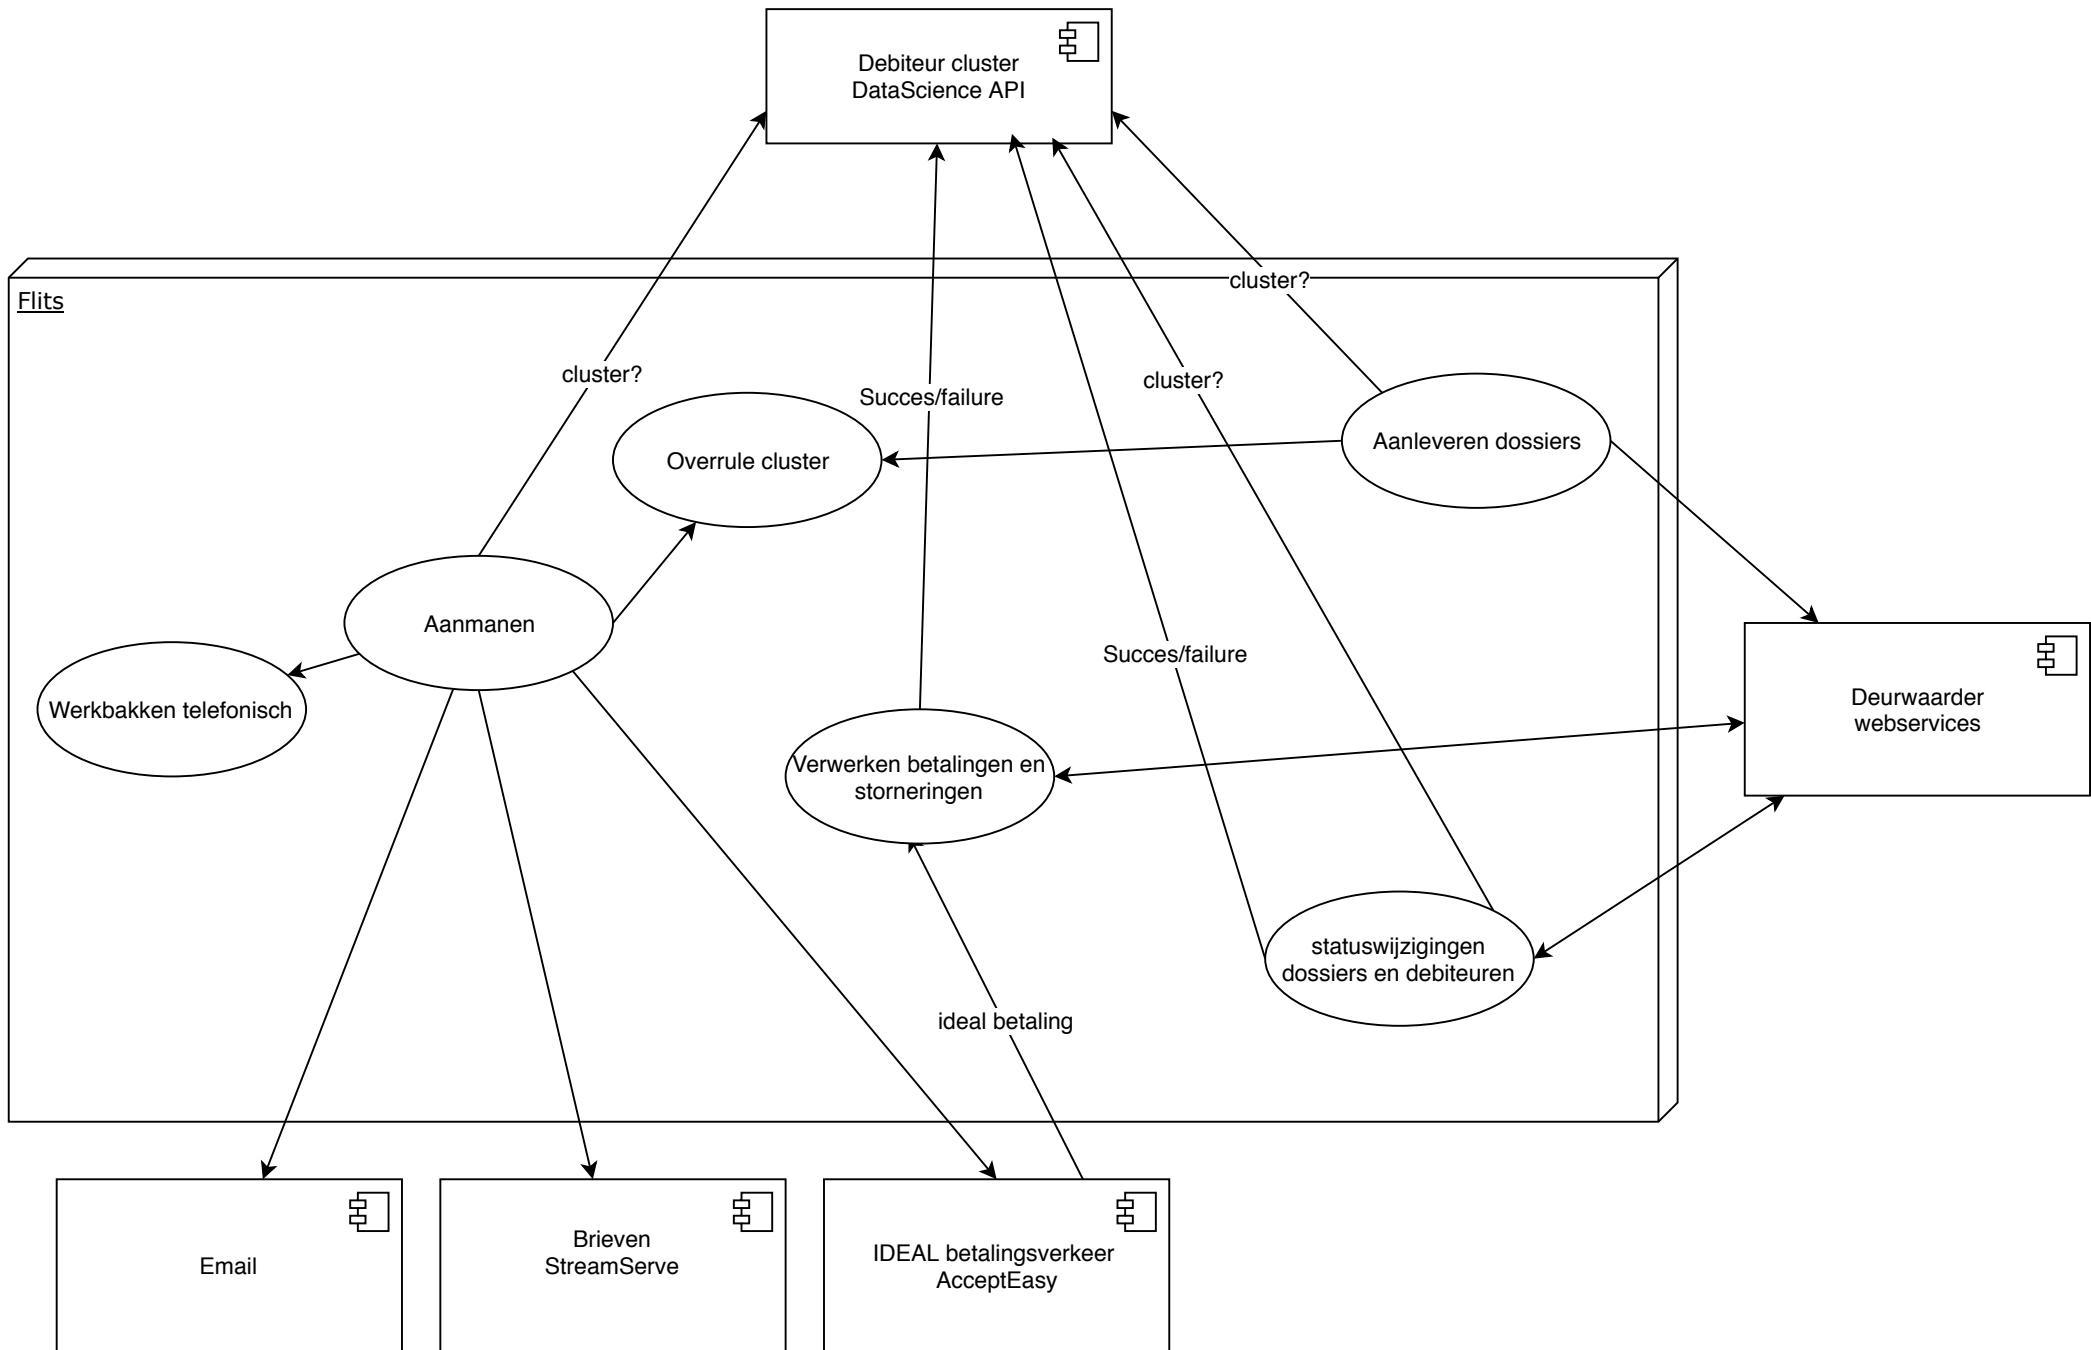 Debiteur cluster
DataScience API
cluster?
Flits
cluster?
cluster?
Succes/failure
Aanleveren dossiers
Overrule cluster
Aanmanen
Succes/failure
Werkbakken telefonisch
Deurwaarder
webservices
Verwerken betalingen en
storneringen
statuswijzigingen
dossiers en debiteuren
ideal betaling
Email
Brieven
StreamServe
IDEAL betalingsverkeer
AcceptEasy